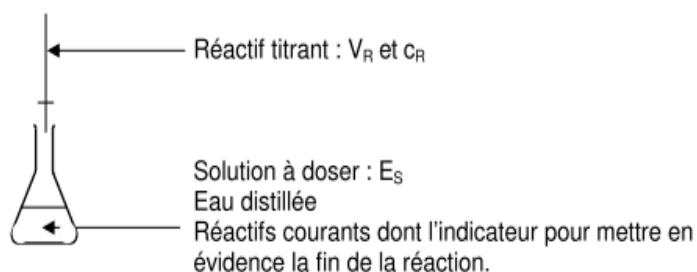 Réactif titrant : VR et cR
Solution à doser : ES
Eau distillée
Réactifs courants dont l'indicateur pour mettre en
évidence la fin de la réaction.